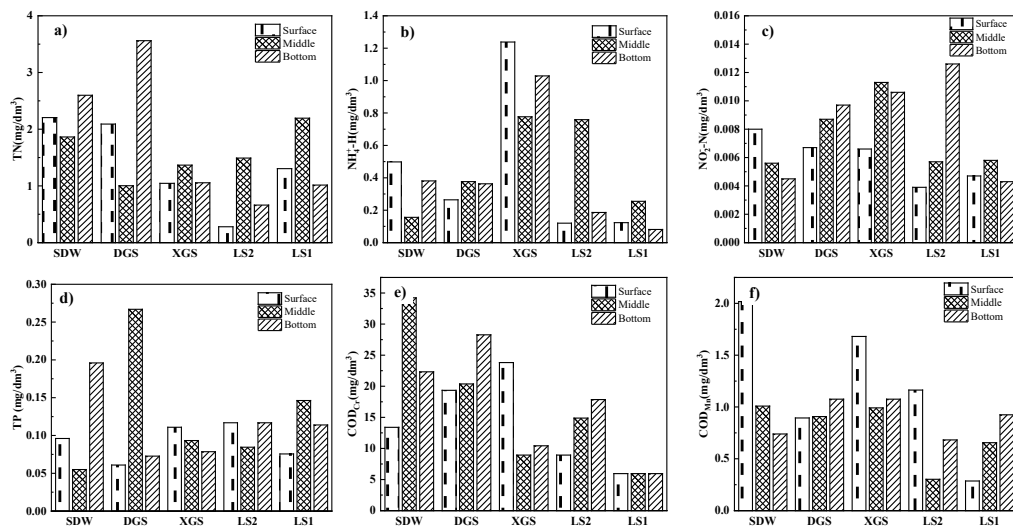 a)
Surface
Middle
Bottom
TN(mg/dm³)
4
3
2
1
0
SDW DGS XGS LS2 LS1
b)
Surface
Middle
Bottom
NH₄⁺-H(mg/dm³)
1.4
1.2
1.0
0.8
0.6
0.4
0.2
0.0
SDW DGS XGS LS2 LS1
c)
Surface
Middle
Bottom
NO₂⁻-N(mg/dm³)
0.016
0.014
0.012
0.010
0.008
0.006
0.004
0.002
0.000
SDW DGS XGS LS2 LS1
d)
Surface
Middle
Bottom
TP (mg/dm³)
0.30
0.25
0.20
0.15
0.10
0.05
0.00
SDW DGS XGS LS2 LS1
e)
Surface
Middle
Bottom
COD_Cr(mg/dm³)
35
30
25
20
15
10
5
0
SDW DGS XGS LS2 LS1
f)
Surface
Middle
Bottom
COD_Mn(mg/dm³)
2.0
1.5
1.0
0.5
0.0
SDW DGS XGS LS2 LS1